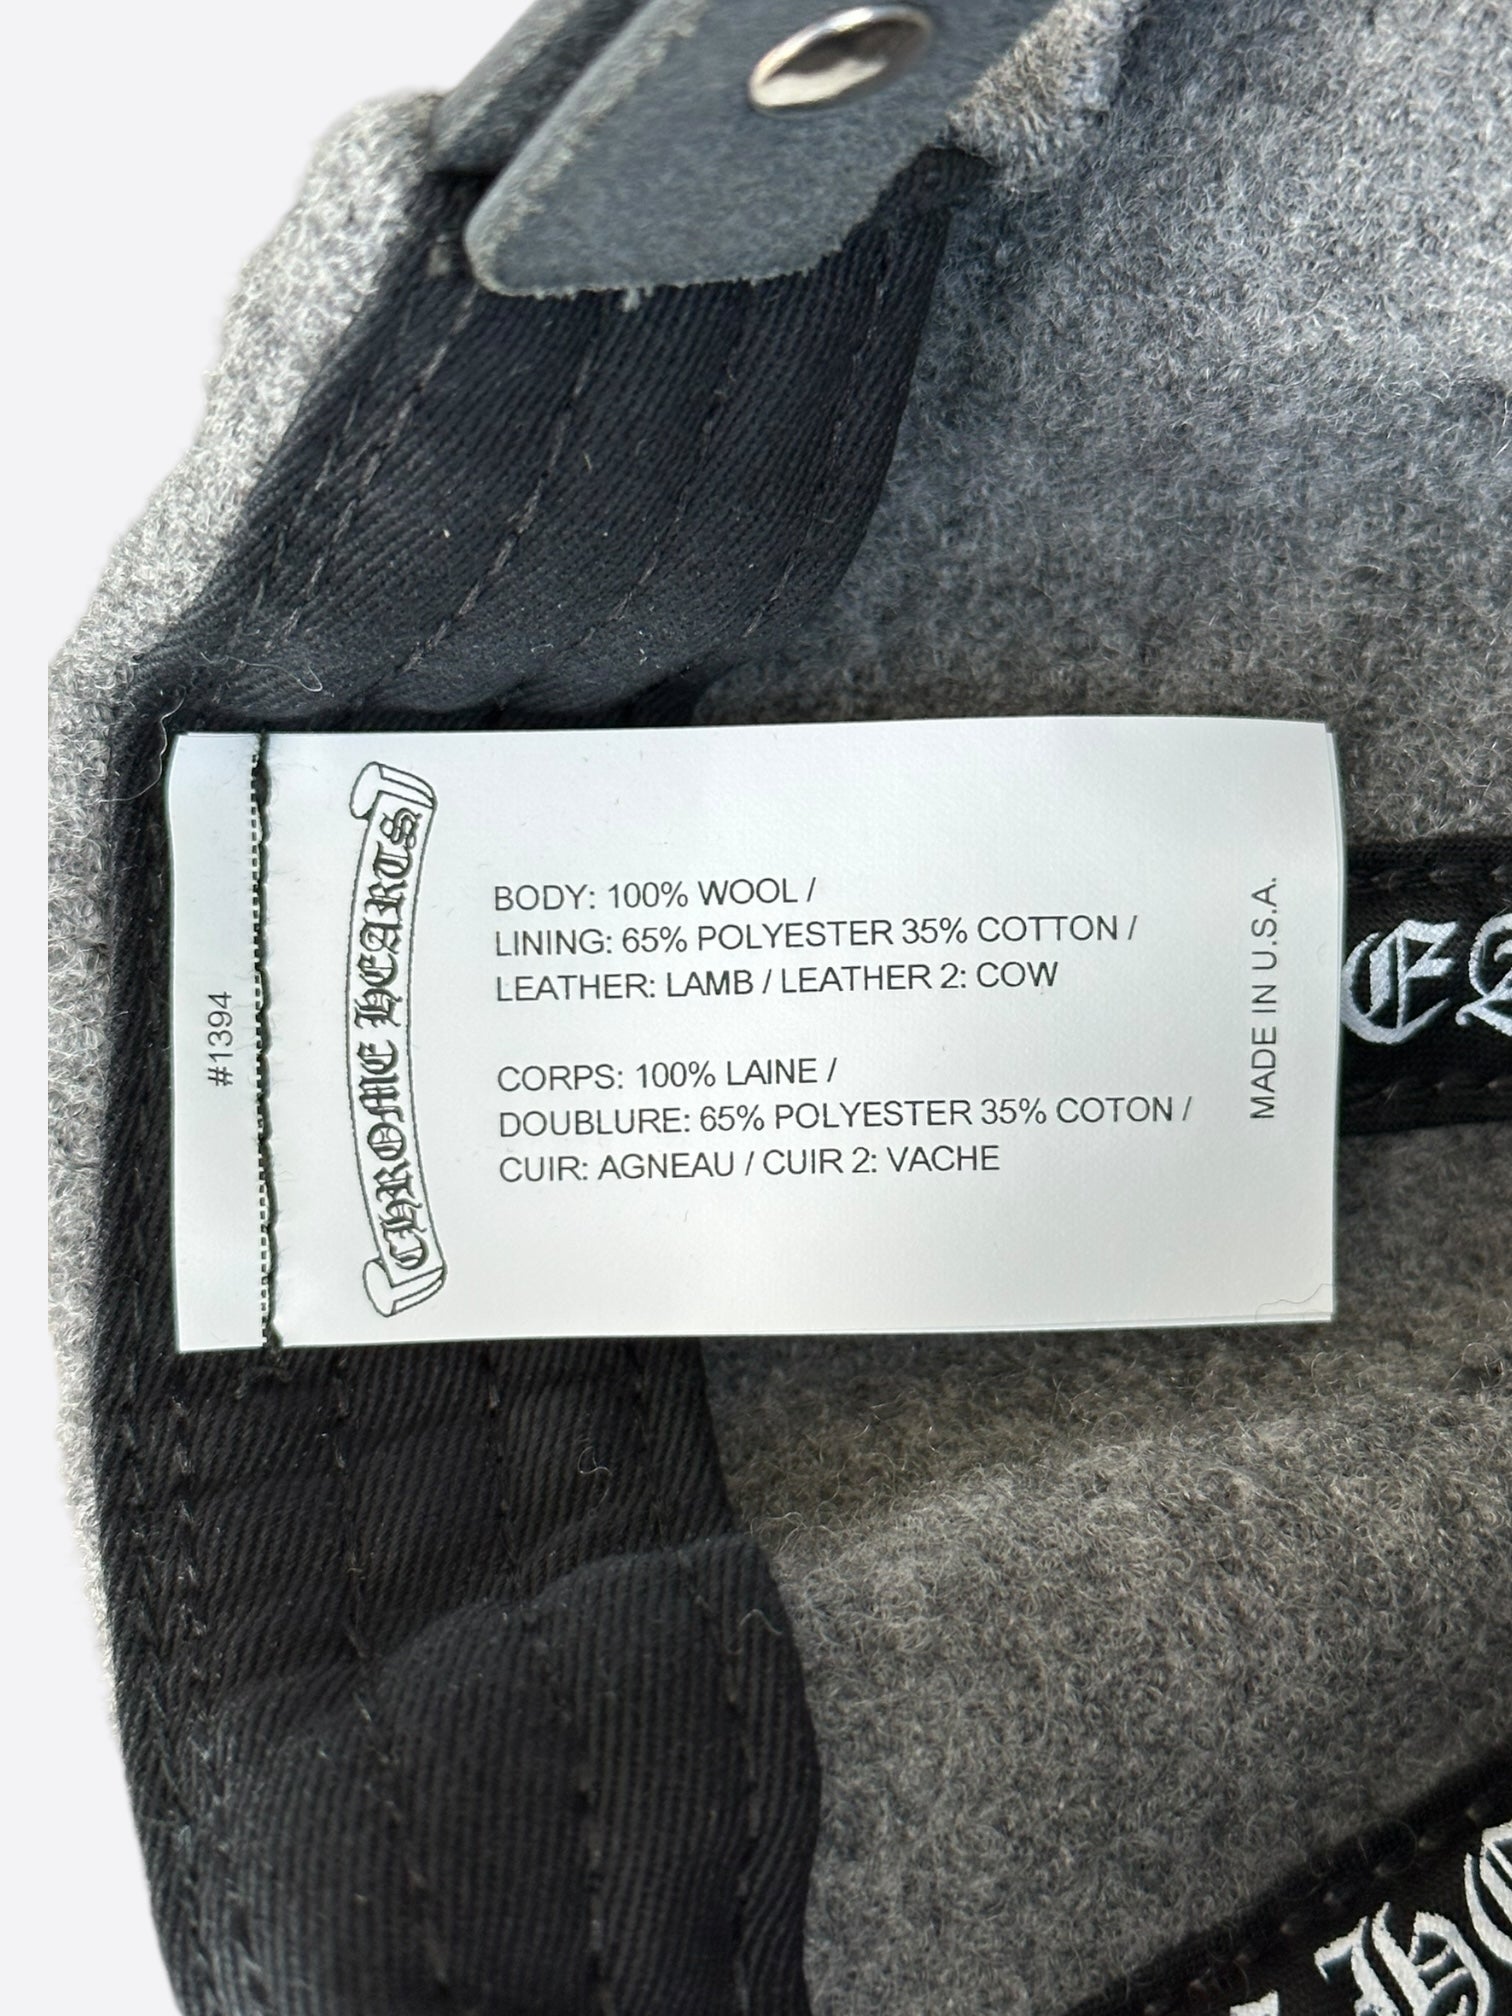 #1394
CHROME HEARTS
BODY: 100% WOOL /
LINING: 65% POLYESTER 35% COTTON /
LEATHER: LAMB / LEATHER 2: COW
CORPS: 100% LAINE /
DOUBLURE: 65% POLYESTER 35% COTON /
CUIR: AGNEAU / CUIR 2: VACHE
MADE IN U.S.A.